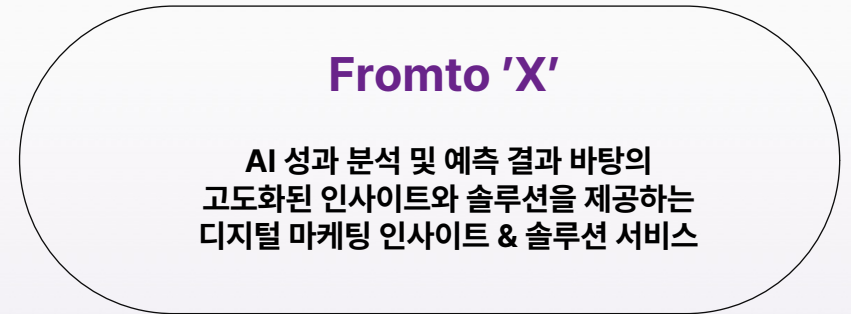 Fromto ’X’
AI 성과 분석 및 예측 결과 바탕의
고도화된 인사이트와 솔루션을 제공하는
디지털 마케팅 인사이트 & 솔루션 서비스